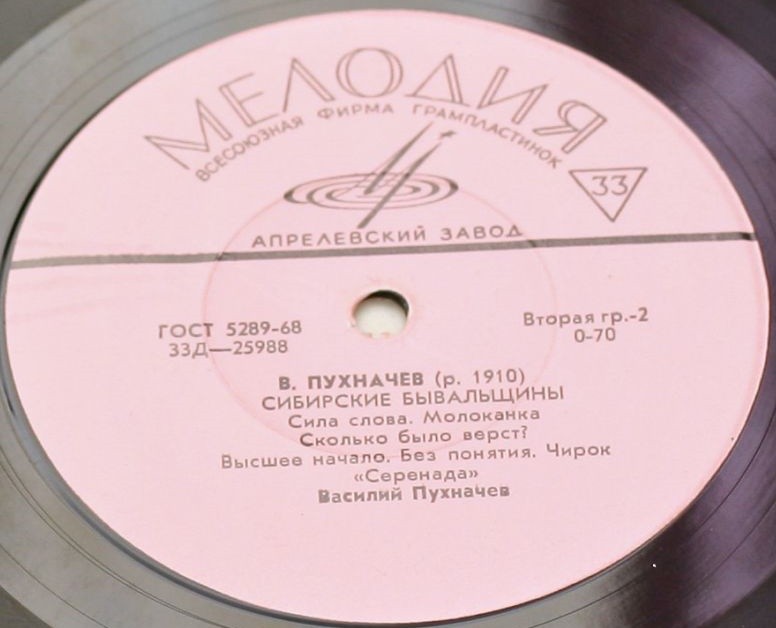 МЕЛОДИЯ
ВСЕСОЮЗНАЯ ФИРМА ГРАМПЛАСТИНОК
33
АПРЕЛЕВСКИЙ ЗАВОД
ГОСТ 5289-68
33Д—25988
Вторая гр.-2
0-70
В. ПУХНАЧЕВ (р. 1910)
СИБИРСКИЕ БЫВАЛЬЩИНЫ
Сила слова. Молоканка
Сколько было верст?
Высшее начало. Без понятия. Чирок
«Серенада»
Василий Пухначев